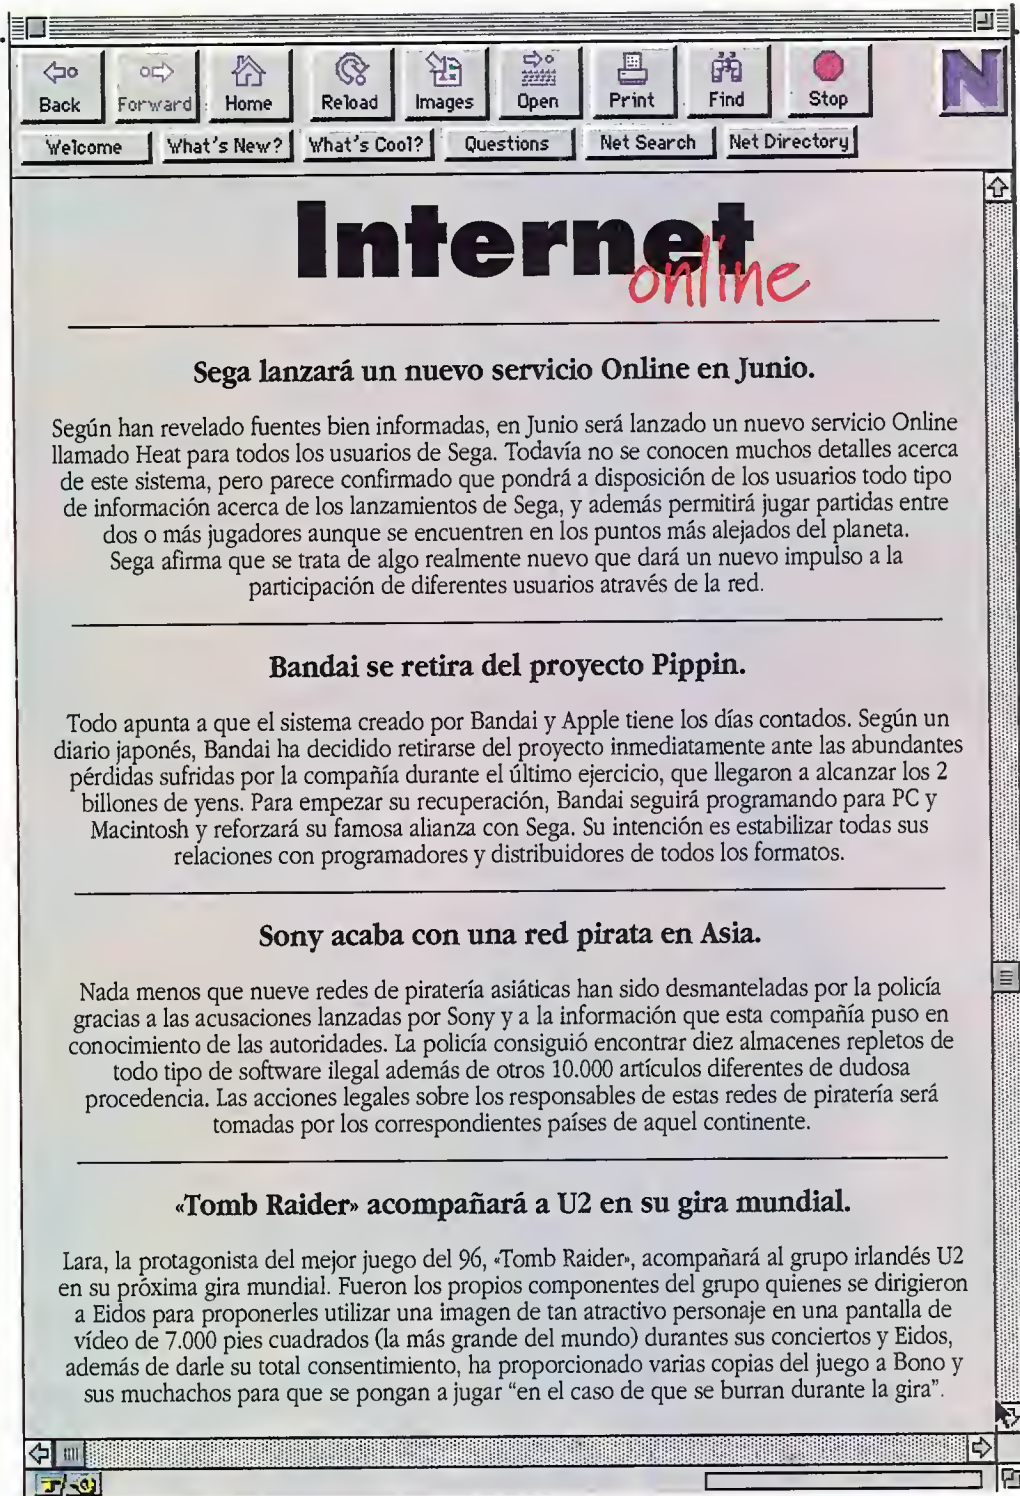 Back Forward Home Reload Images Open Print Find Stop
N
Welcome What's New? What's Cool? Questions Net Search Net Directory
Internet
online
Sega lanzará un nuevo servicio Online en Junio.
Según han revelado fuentes bien informadas, en Junio será lanzado un nuevo servicio Online
llamado Heat para todos los usuarios de Sega. Todavía no se conocen muchos detalles acerca
de este sistema, pero parece confirmado que pondrá a disposición de los usuarios todo tipo
de información acerca de los lanzamientos de Sega, y además permitirá jugar partidas entre
dos o más jugadores aunque se encuentren en los puntos más alejados del planeta.
Sega afirma que se trata de algo realmente nuevo que dará un nuevo impulso a la
participación de diferentes usuarios através de la red.
Bandai se retira del proyecto Pippin.
Todo apunta a que el sistema creado por Bandai y Apple tiene los días contados. Según un
diario japonés, Bandai ha decidido retirarse del proyecto inmediatamente ante las abundantes
pérdidas sufridas por la compañía durante el último ejercicio, que llegaron a alcanzar los 2
billones de yens. Para empezar su recuperación, Bandai seguirá programando para PC y
Macintosh y reforzará su famosa alianza con Sega. Su intención es estabilizar todas sus
relaciones con programadores y distribuidores de todos los formatos.
Sony acaba con una red pirata en Asia.
Nada menos que nueve redes de piratería asiáticas han sido desmanteladas por la policía
gracias a las acusaciones lanzadas por Sony y a la información que esta compañía puso en
conocimiento de las autoridades. La policía consiguió encontrar diez almacenes repletos de
todo tipo de software ilegal además de otros 10.000 artículos diferentes de dudosa
procedencia. Las acciones legales sobre los responsables de estas redes de piratería será
tomadas por los correspondientes países de aquel continente.
«Tomb Raider» acompañará a U2 en su gira mundial.
Lara, la protagonista del mejor juego del 96, «Tomb Raider», acompañará al grupo irlandés U2
en su próxima gira mundial. Fueron los propios componentes del grupo quienes se dirigieron
a Eidos para proponerles utilizar una imagen de tan atractivo personaje en una pantalla de
vídeo de 7.000 pies cuadrados (la más grande del mundo) durantes sus conciertos y Eidos,
además de darle su total consentimiento, ha proporcionado varias copias del juego a Bono y
sus muchachos para que se pongan a jugar "en el caso de que se burran durante la gira".